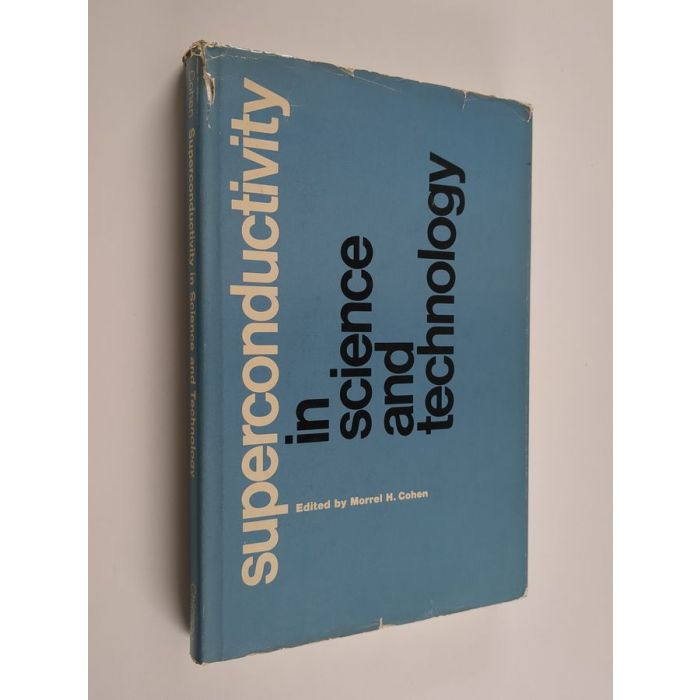 superconductivity
in
science
and
technology
Edited by Morrel H. Cohen
Cohen Superconductivity in Science and Technology